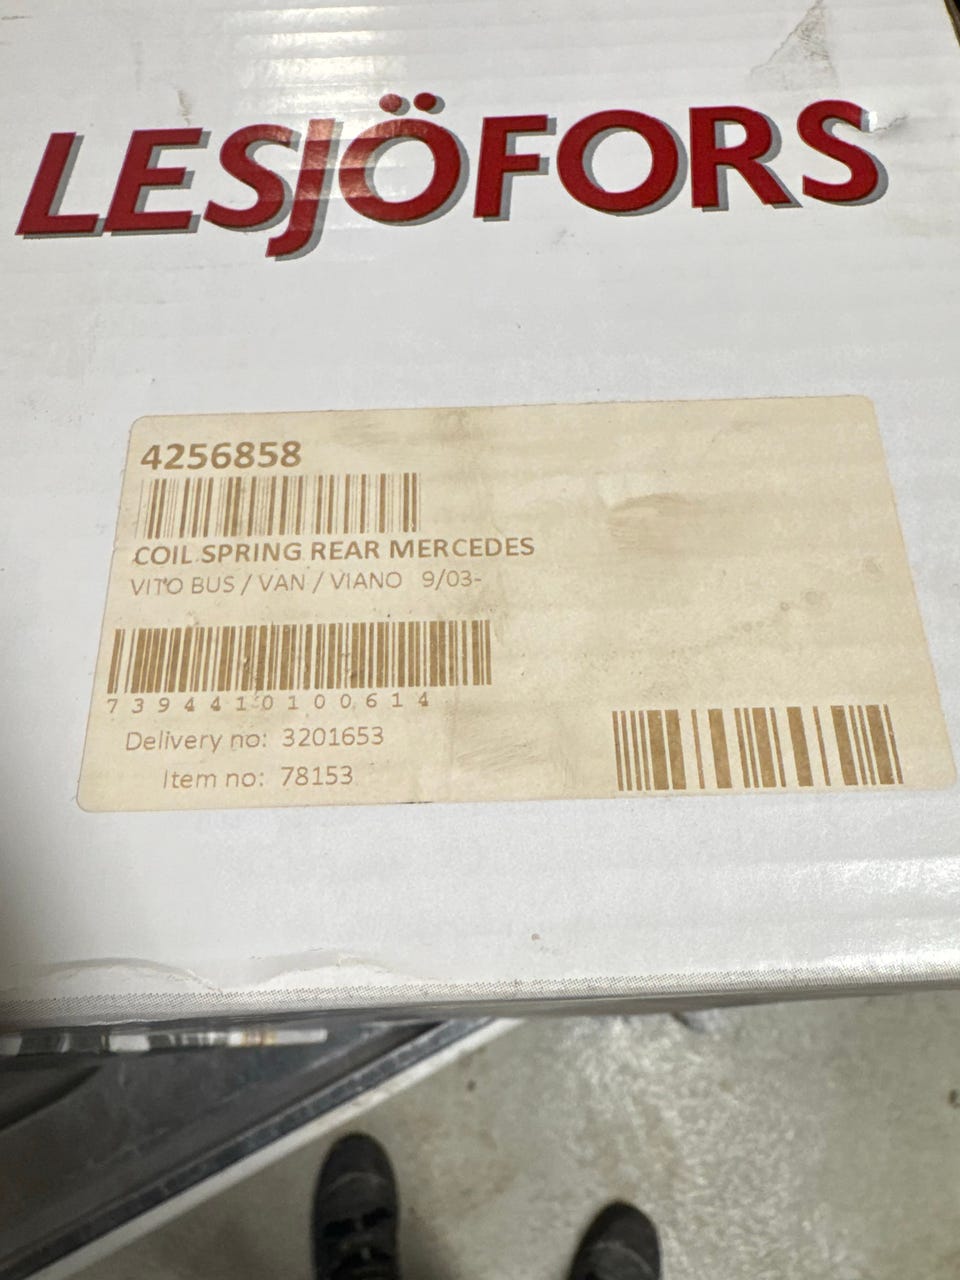 LESJÖFORS
4256858
COIL SPRING REAR MERCEDES
VITO BUS / VAN / VIANO 9/03-
7394410100614
Delivery no: 3201653
Item no: 78153